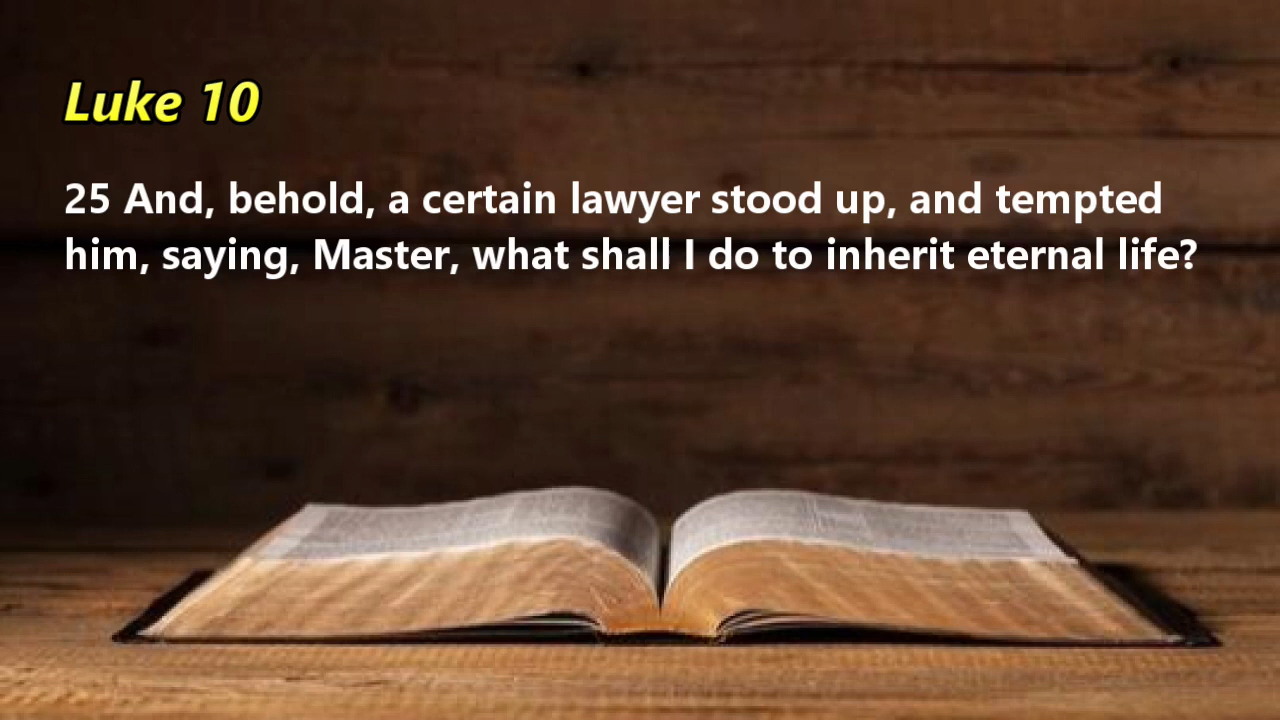 Luke 10
25 And, behold, a certain lawyer stood up, and tempted
him, saying, Master, what shall I do to inherit eternal life?